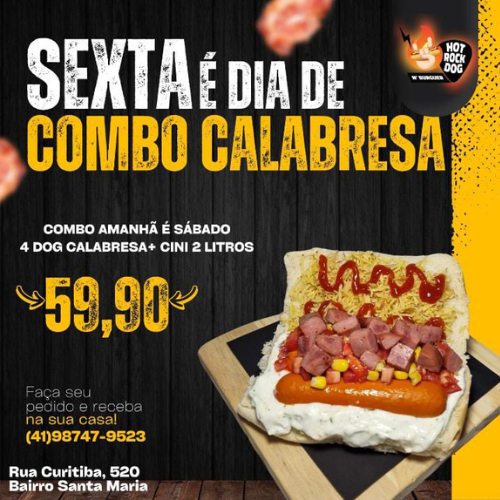 HOT
ROCK
DOG
N' BURGUER
SEXTA É DIA DE
COMBO CALABRESA
COMBO AMANHÃ É SÁBADO
4 DOG CALABRESA+ CINI 2 LITROS
59,90
Faça seu
pedido e receba
na sua casa!
(41)98747-9523
Rua Curitiba, 520
Bairro Santa Maria